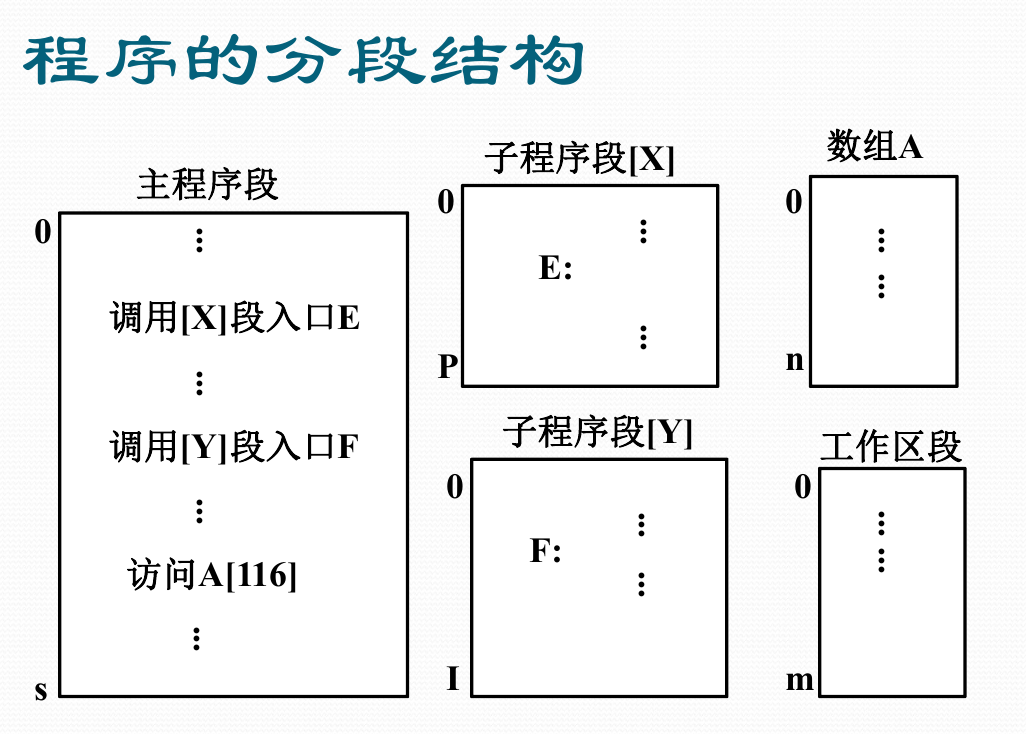 程序的分段结构
主程序段
0
⋮
调用[X]段入口E
⋮
调用[Y]段入口F
⋮
访问A[116]
⋮
s
子程序段[X]
0
⋮
E:
⋮
P
子程序段[Y]
0
⋮
F:
⋮
I
数组A
0
⋮
⋮
n
工作区段
0
⋮
⋮
m